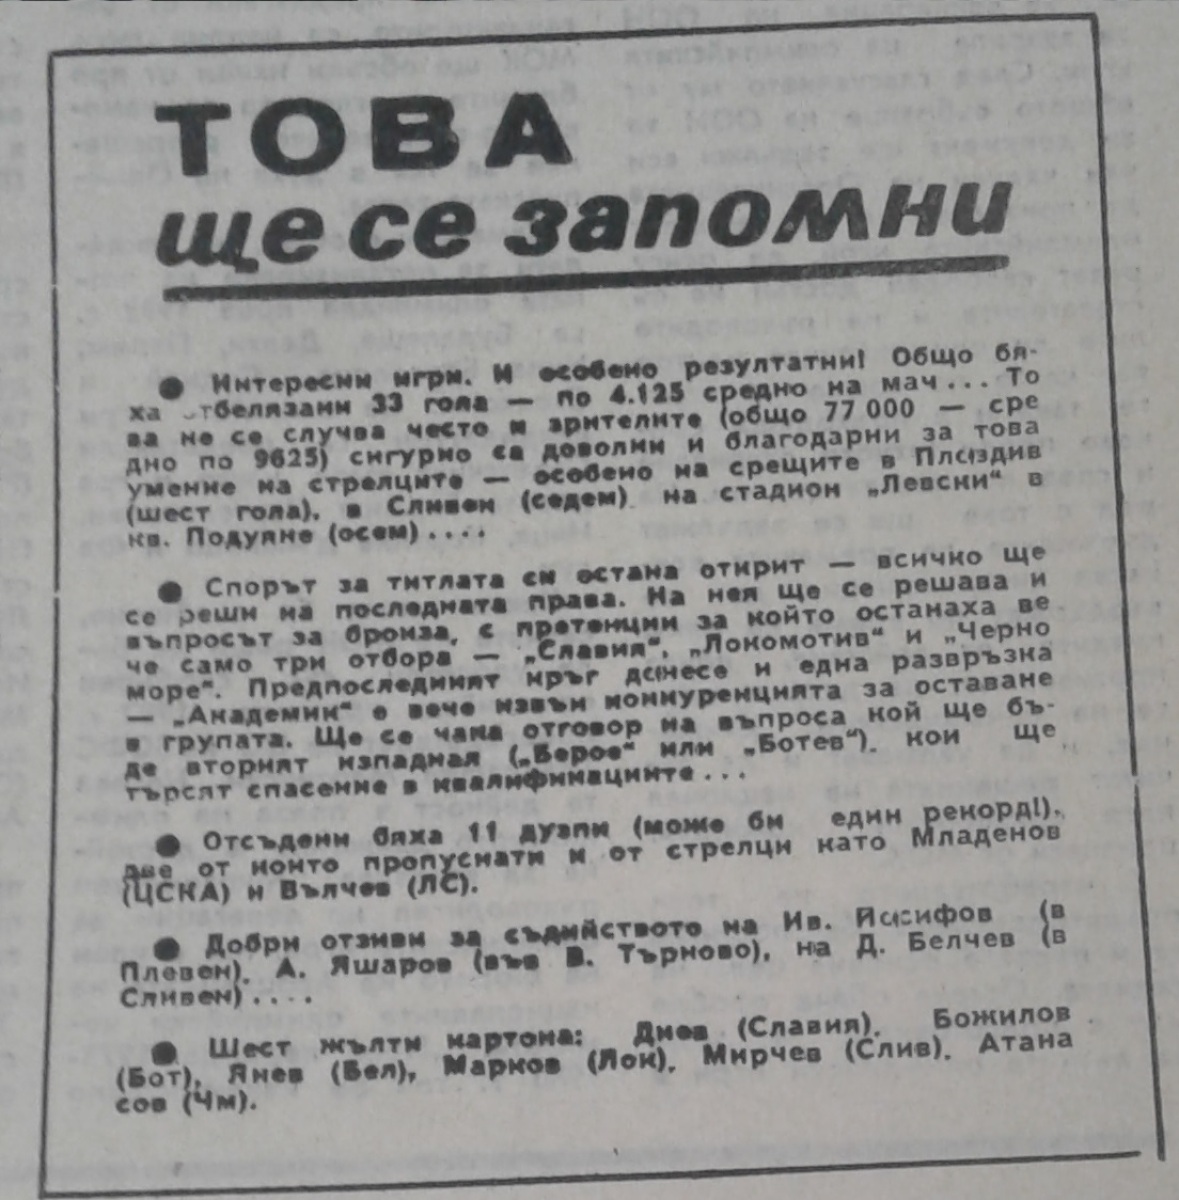 ТОВА
ще се запомни
● Интересни игри. И особено резултатни! Общо бя-
ха отбелязани 33 гола — по 4.125 средно на мач... То
ва не се случва често и зрителите (общо 77 000 — сре
дно по 9625) сигурно са доволни и благодарни за това
умение на стрелците — особено на срещите в Пловдив
(шест гола), в Сливен (седем) на стадион „Левски“ в
кв. Подуяне (осем)....
● Спорът за титлата си остана открит — всичко ще
се реши на последната права. На нея ще се решава и
въпросът за бронза, с претенции за който останаха ве
че само три отбора — „Славия“, „Локомотив“ и „Черно
море“. Предпоследният кръг донесе и една развръзка
— „Академик“ е вече извън конкуренцията за оставане
в групата. Ще се чака отговор на въпроса кой ще бъ-
де вторият изпаднал („Берое“ или „Ботев“), кои ще
търсят спасение в квалификациите...
● Отсъдени бяха 11 дузпи (може би един рекорд!),
две от които пропуснати и от стрелци като Младенов
(ЦСКА) и Вълчев (ЛС).
● Добри отзиви за съдийството на Ив. Йосифов (в
Плевен), А. Яшаров (във В. Търново), на Д. Белчев (в
Сливен)....
● Шест жълти картона: Диев (Славия), Божилов
(Бот), Янев (Бел), Марков (Лок), Мирчев (Слив), Атана
сов (Чм).